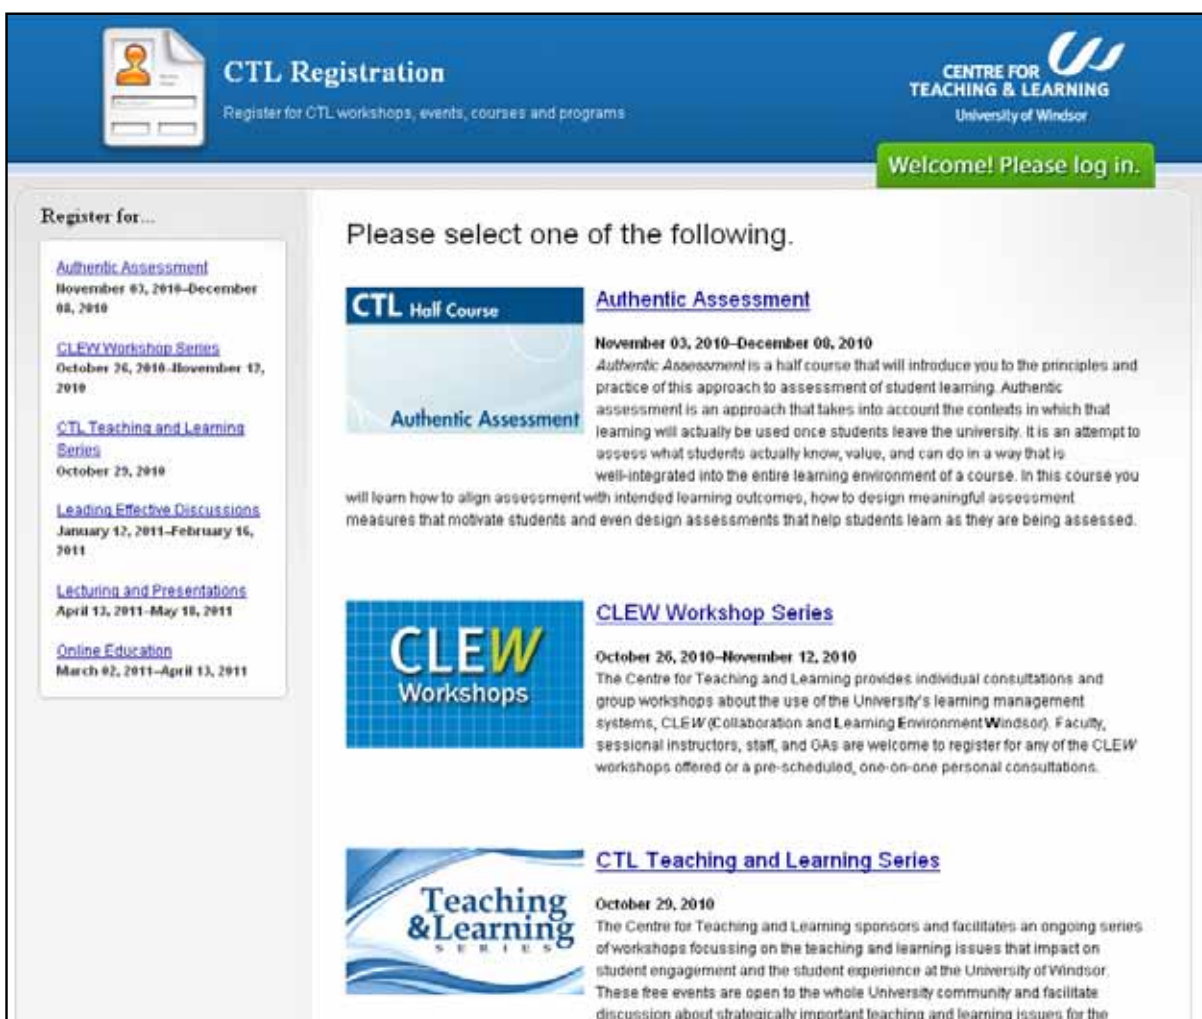 CTL Registration
Register for CTL workshops, events, courses and programs
CENTRE FOR
TEACHING & LEARNING
University of Windsor
Welcome! Please log in.
Register for...
Authentic Assessment
November 03, 2010–December
08, 2010
CLEW Workshop Series
October 26, 2010–November 12,
2010
CTL Teaching and Learning
Series
October 29, 2010
Leading Effective Discussions
January 12, 2011–February 16,
2011
Lecturing and Presentations
April 13, 2011–May 18, 2011
Online Education
March 02, 2011–April 13, 2011
Please select one of the following.
CTL Half Course
Authentic Assessment
Authentic Assessment
November 03, 2010–December 08, 2010
Authentic Assessment is a half course that will introduce you to the principles and
practice of this approach to assessment of student learning. Authentic
assessment is an approach that takes into account the contexts in which that
learning will actually be used once students leave the university. It is an attempt to
assess what students actually know, value, and can do in a way that is
well-integrated into the entire learning environment of a course. In this course you
will learn how to align assessment with intended learning outcomes, how to design meaningful assessment
measures that motivate students and even design assessments that help students learn as they are being assessed.
CLEW
Workshops
CLEW Workshop Series
October 26, 2010–November 12, 2010
The Centre for Teaching and Learning provides individual consultations and
group workshops about the use of the University's learning management
systems, CLEW (Collaboration and Learning Environment Windsor). Faculty,
sessional instructors, staff, and GAs are welcome to register for any of the CLEW
workshops offered or a pre-scheduled, one-on-one personal consultations.
Teaching
&Learning
SERIES
CTL Teaching and Learning Series
October 29, 2010
The Centre for Teaching and Learning sponsors and facilitates an ongoing series
of workshops focussing on the teaching and learning issues that impact on
student engagement and the student experience at the University of Windsor.
These free events are open to the whole University community and facilitate
discussion about strategically important teaching and learning issues for the